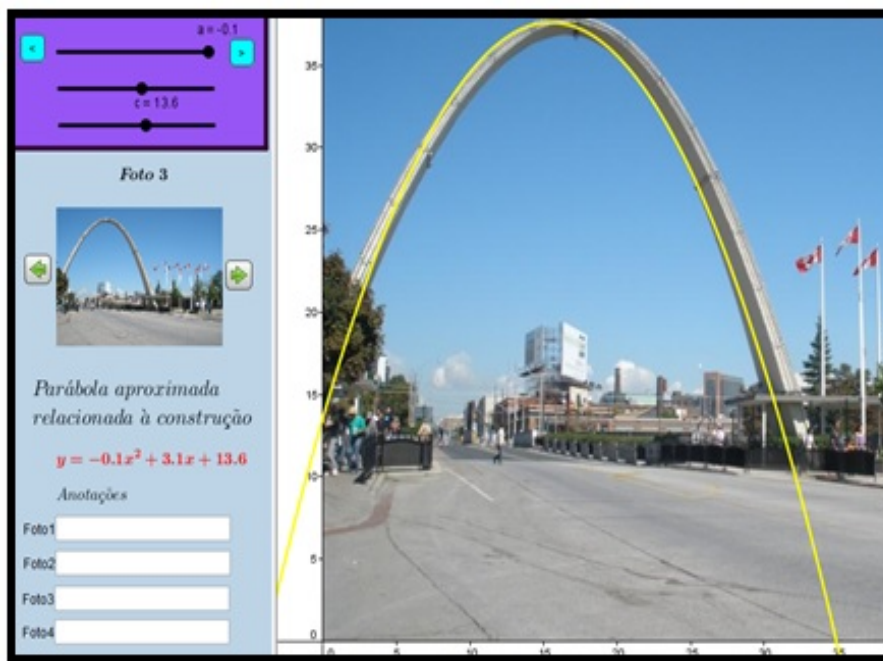 a = -0.1
c = 13.6
Foto 3
Parábola aproximada
relacionada à construção
y = −0.1x² + 3.1x + 13.6
Anotações
Foto1
Foto2
Foto3
Foto4
35
30
25
20
15
10
5
0
0 5 10 15 20 25 30 35